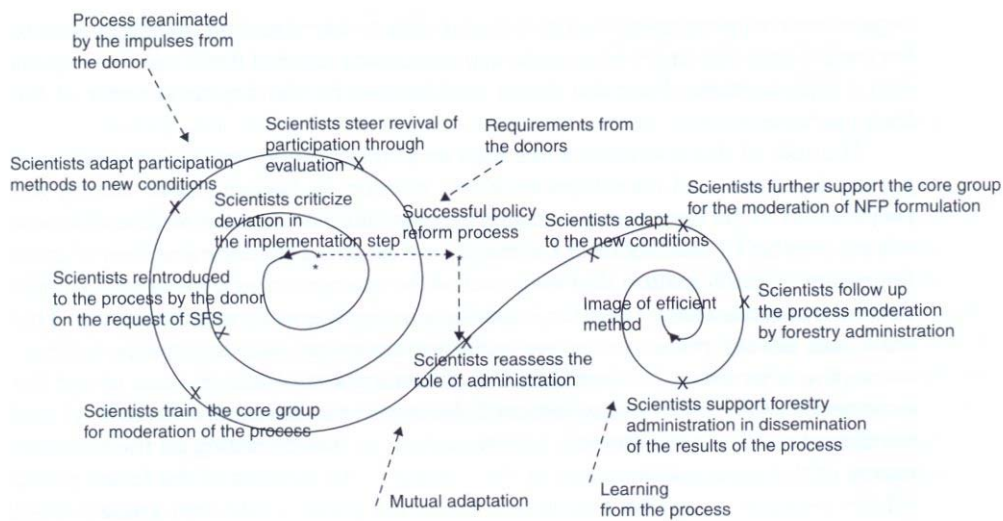 Process reanimated
by the impulses from
the donor
Scientists steer revival of
participation through
evaluation
Requirements from
the donors
Scientists adapt participation
methods to new conditions
Scientists criticize
deviation in
the implementation step
Successful policy
reform process
Scientists adapt
to the new conditions
Scientists further support the core group
for the moderation of NFP formulation
Scientists reintroduced
to the process by the donor
on the request of SFS
Image of efficient
method
Scientists follow up
the process moderation
by forestry administration
Scientists reassess the
role of administration
Scientists train the core group
for moderation of the process
Scientists support forestry
administration in dissemination
of the results of the process
Mutual adaptation
Learning
from the process